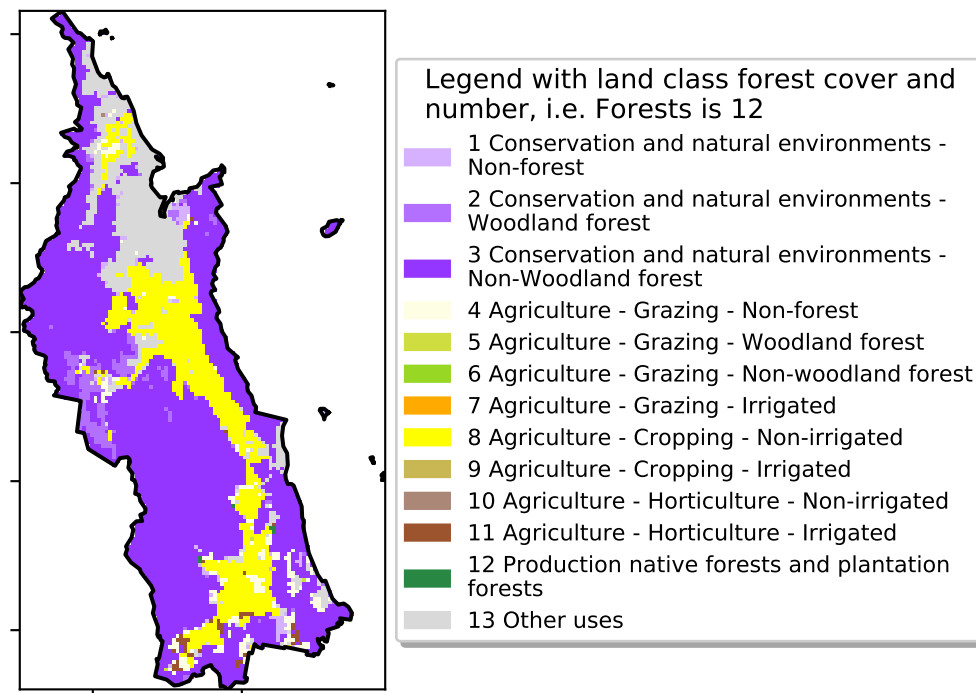 Legend with land class forest cover and
number, i.e. Forests is 12
1 Conservation and natural environments -
Non-forest
2 Conservation and natural environments -
Woodland forest
3 Conservation and natural environments -
Non-Woodland forest
4 Agriculture - Grazing - Non-forest
5 Agriculture - Grazing - Woodland forest
6 Agriculture - Grazing - Non-woodland forest
7 Agriculture - Grazing - Irrigated
8 Agriculture - Cropping - Non-irrigated
9 Agriculture - Cropping - Irrigated
10 Agriculture - Horticulture - Non-irrigated
11 Agriculture - Horticulture - Irrigated
12 Production native forests and plantation
forests
13 Other uses